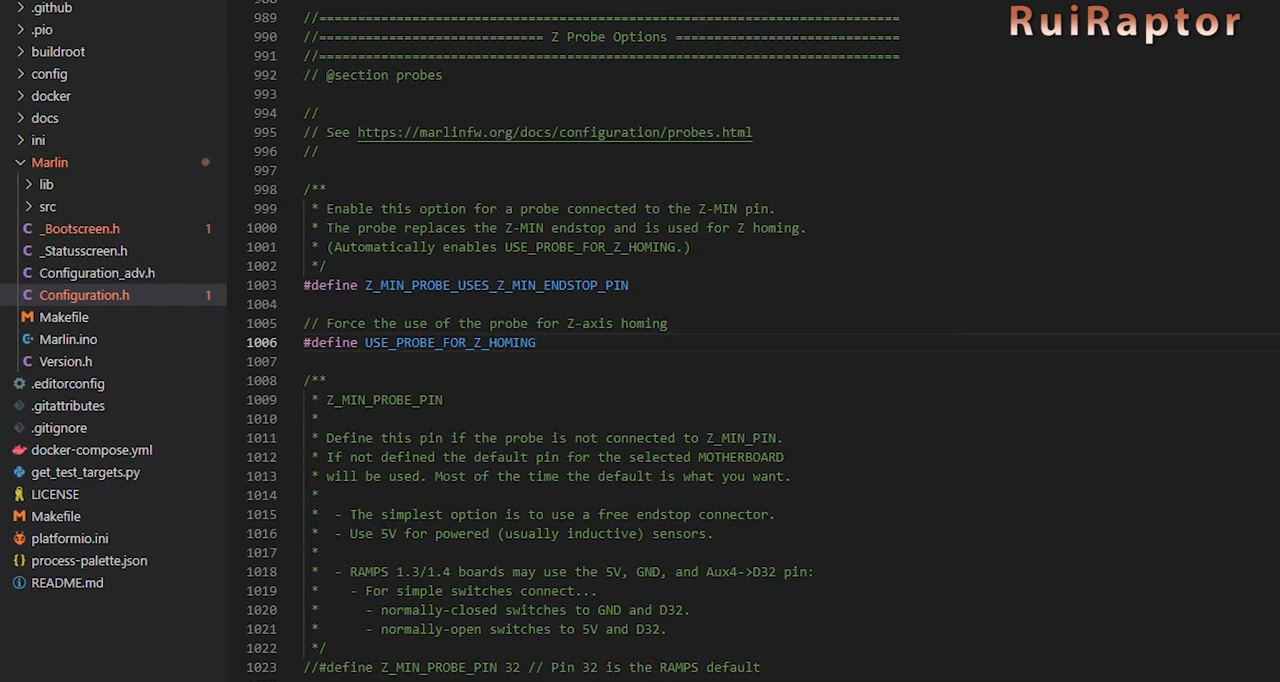 .github
.pio
buildroot
config
docker
docs
ini
Marlin
lib
src
_Bootscreen.h 1
_Statusscreen.h
Configuration_adv.h
Configuration.h 1
Makefile
Marlin.ino
Version.h
.editorconfig
.gitattributes
.gitignore
docker-compose.yml
get_test_targets.py
LICENSE
Makefile
platformio.ini
process-palette.json
README.md
RuiRaptor
989 //===========================================================================
990 //============================= Z Probe Options =============================
991 //===========================================================================
992 // @section probes
993
994 //
995 // See https://marlinfw.org/docs/configuration/probes.html
996 //
997
998 /**
999 * Enable this option for a probe connected to the Z-MIN pin.
1000 * The probe replaces the Z-MIN endstop and is used for Z homing.
1001 * (Automatically enables USE_PROBE_FOR_Z_HOMING.)
1002 */
1003 #define Z_MIN_PROBE_USES_Z_MIN_ENDSTOP_PIN
1004
1005 // Force the use of the probe for Z-axis homing
1006 #define USE_PROBE_FOR_Z_HOMING
1007
1008 /**
1009 * Z_MIN_PROBE_PIN
1010 *
1011 * Define this pin if the probe is not connected to Z_MIN_PIN.
1012 * If not defined the default pin for the selected MOTHERBOARD
1013 * will be used. Most of the time the default is what you want.
1014 *
1015 * - The simplest option is to use a free endstop connector.
1016 * - Use 5V for powered (usually inductive) sensors.
1017 *
1018 * - RAMPS 1.3/1.4 boards may use the 5V, GND, and Aux4->D32 pin:
1019 * - For simple switches connect...
1020 * - normally-closed switches to GND and D32.
1021 * - normally-open switches to 5V and D32.
1022 */
1023 //#define Z_MIN_PROBE_PIN 32 // Pin 32 is the RAMPS default